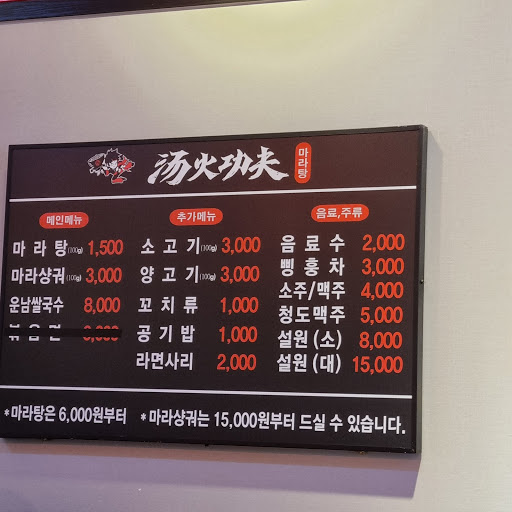 汤火功夫 마라탕
메인메뉴
마라탕(100g) 1,500
마라샹궈(100g) 3,000
운남쌀국수 8,000
볶음면
추가메뉴
소고기(100g) 3,000
양고기(100g) 3,000
꼬치류 1,000
공기밥 1,000
라면사리 2,000
음료,주류
음료수 2,000
삥홍차 3,000
소주/맥주 4,000
청도맥주 5,000
설원(소) 8,000
설원(대) 15,000
*마라탕은 6,000원부터 *마라샹궈는 15,000원부터 드실 수 있습니다.